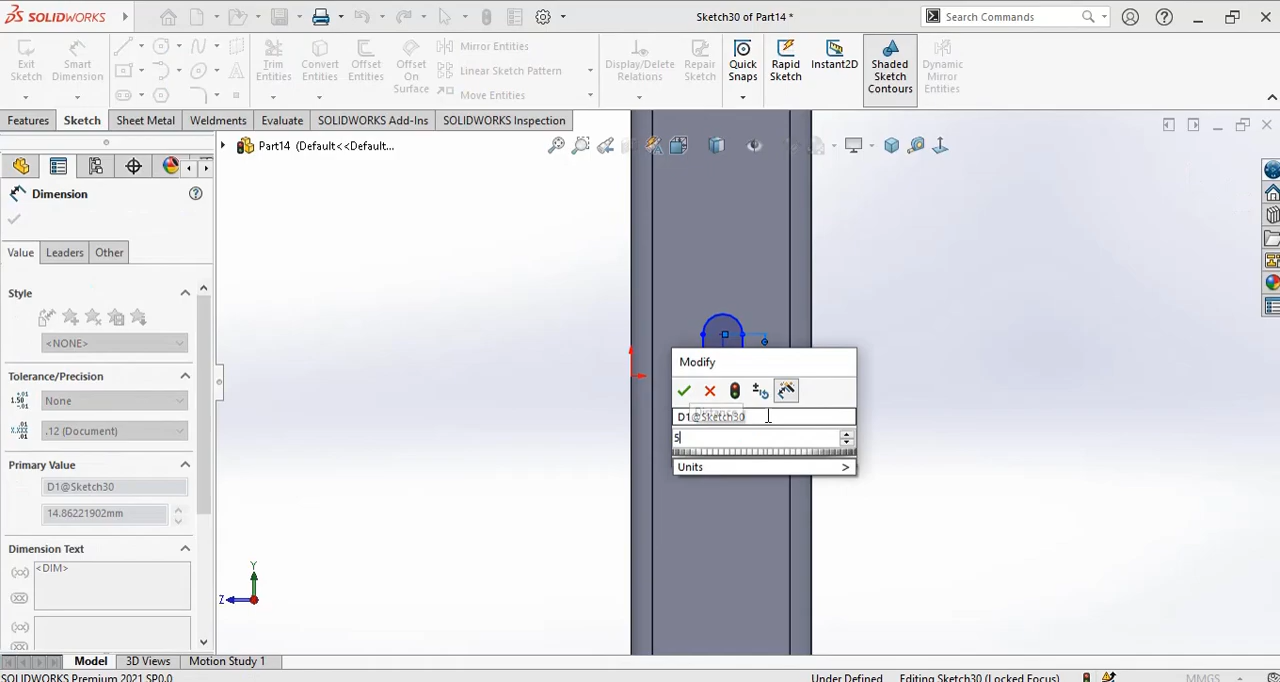 SOLIDWORKS
Sketch30 of Part14 *
Search Commands
Exit Sketch
Smart Dimension
Trim Entities
Convert Entities
Offset Entities
Offset On Surface
Mirror Entities
Linear Sketch Pattern
Move Entities
Display/Delete Relations
Repair Sketch
Quick Snaps
Rapid Sketch
Instant2D
Shaded Sketch Contours
Dynamic Mirror Entities
Features
Sketch
Sheet Metal
Weldments
Evaluate
SOLIDWORKS Add-Ins
SOLIDWORKS Inspection
Part14 (Default<<Default...
Dimension
Value
Leaders
Other
Style
<NONE>
Tolerance/Precision
None
.12 (Document)
Primary Value
D1@Sketch30
14.86221902mm
Dimension Text
<DIM>
Modify
D1@Sketch30
5
Units >
Y
Z
Model
3D Views
Motion Study 1
SOLIDWORKS Premium 2021 SP0.0
Under Defined
Editing Sketch30 (Locked Focus)
MMGS